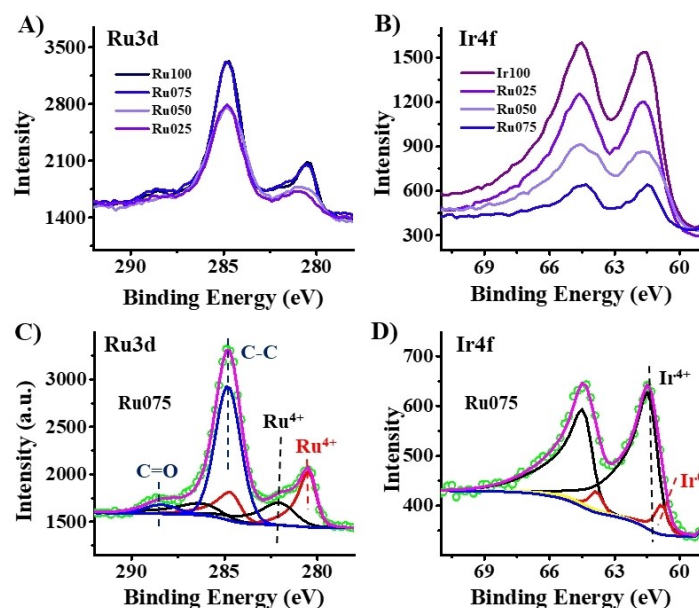 A) Ru3d
3500
2800
2100
1400
Intensity
Ru100
Ru075
Ru050
Ru025
290 285 280
Binding Energy (eV)
B) Ir4f
1500
1200
900
600
300
Intensity
Ir100
Ru025
Ru050
Ru075
69 66 63 60
Binding Energy (eV)
C) Ru3d
3000
2500
2000
1500
Intensity (a.u.)
Ru075
C-C
C=O
Ru⁴⁺
Ru⁴⁺
290 285 280
Binding Energy (eV)
D) Ir4f
700
600
500
400
Intensity
Ru075
Ir⁴⁺
69 66 63 60
Binding Energy (eV)